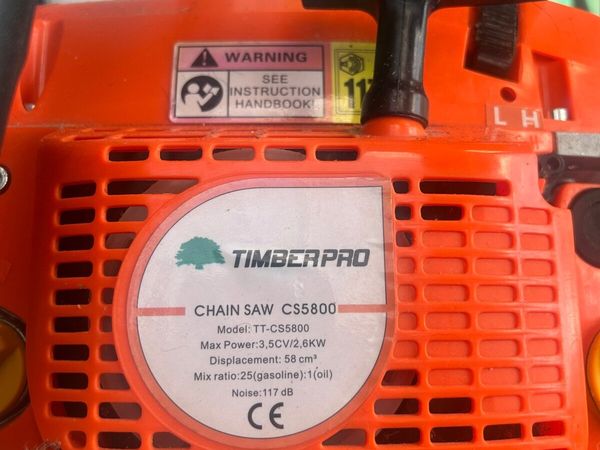 WARNING
SEE
INSTRUCTION
HANDBOOK!
L H
TIMBERPRO
CHAIN SAW CS5800
Model: TT-CS5800
Max Power:3,5CV/2,6KW
Displacement: 58 cm³
Mix ratio:25(gasoline):1(oil)
Noise:117 dB
CE